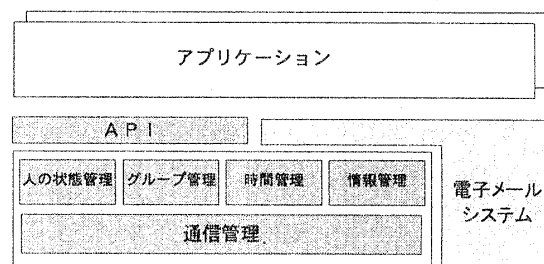 アプリケーション
API
人の状態管理 グループ管理 時間管理 情報管理
電子メール
システム
通信管理